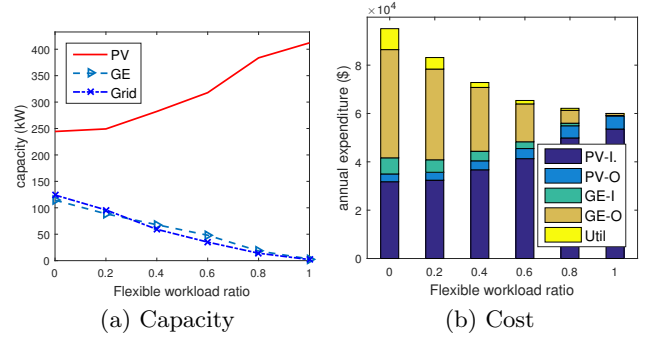 400
350
300
250
200
150
100
50
0
capacity (kW)
PV
GE
Grid
0 0.2 0.4 0.6 0.8 1
Flexible workload ratio
(a) Capacity
× 10⁴
8
6
4
2
0
annual expenditure ($)
PV-I.
PV-O
GE-I
GE-O
Util
0 0.2 0.4 0.6 0.8 1
Flexible workload ratio
(b) Cost